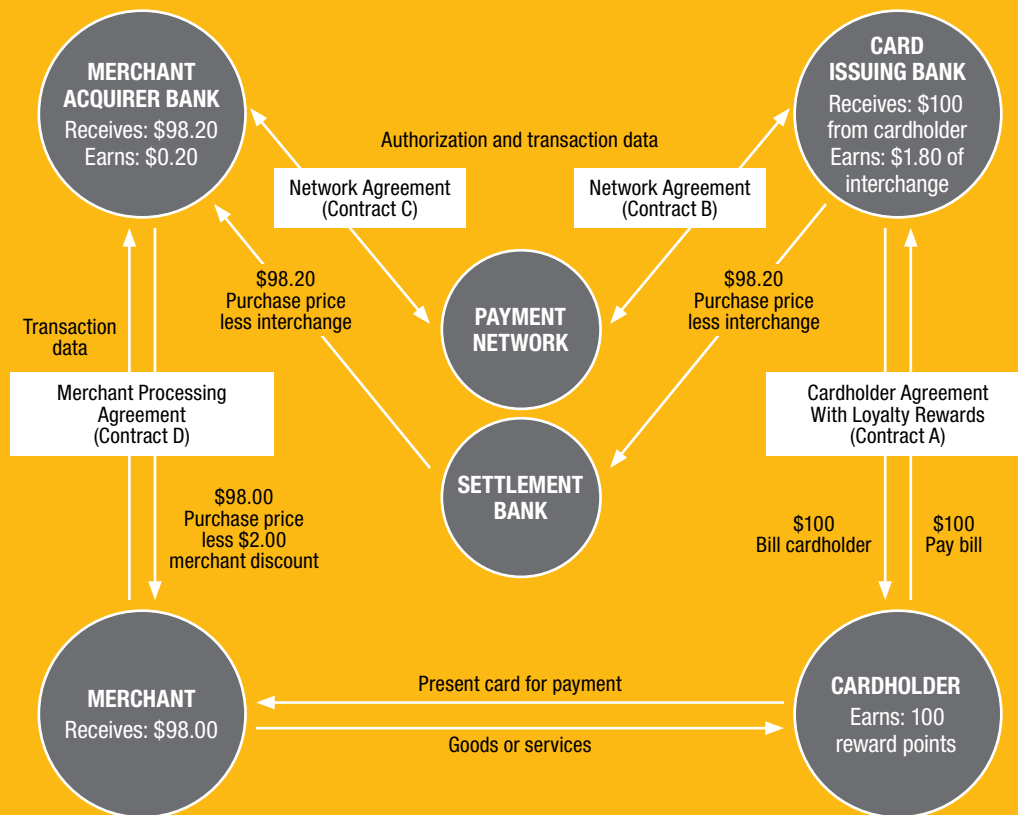 MERCHANT
ACQUIRER BANK
Receives: $98.20
Earns: $0.20
CARD
ISSUING BANK
Receives: $100
from cardholder
Earns: $1.80 of
interchange
Authorization and transaction data
Network Agreement
(Contract C)
Network Agreement
(Contract B)
$98.20
Purchase price
less interchange
$98.20
Purchase price
less interchange
PAYMENT
NETWORK
Transaction
data
Merchant Processing
Agreement
(Contract D)
Cardholder Agreement
With Loyalty Rewards
(Contract A)
SETTLEMENT
BANK
$98.00
Purchase price
less $2.00
merchant discount
$100
Bill cardholder
$100
Pay bill
MERCHANT
Receives: $98.00
Present card for payment
Goods or services
CARDHOLDER
Earns: 100
reward points